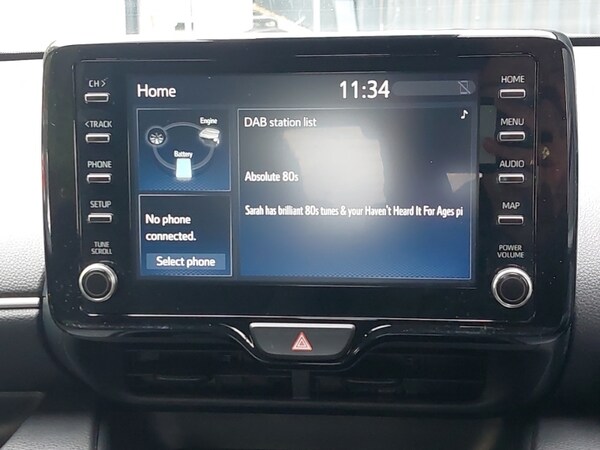 CH >
< TRACK
PHONE
SETUP
TUNE
SCROLL
Home
11:34
Engine
Battery
No phone
connected.
Select phone
DAB station list
Absolute 80s
Sarah has brilliant 80s tunes & your Haven't Heard It For Ages pi
HOME
MENU
AUDIO
MAP
POWER
VOLUME